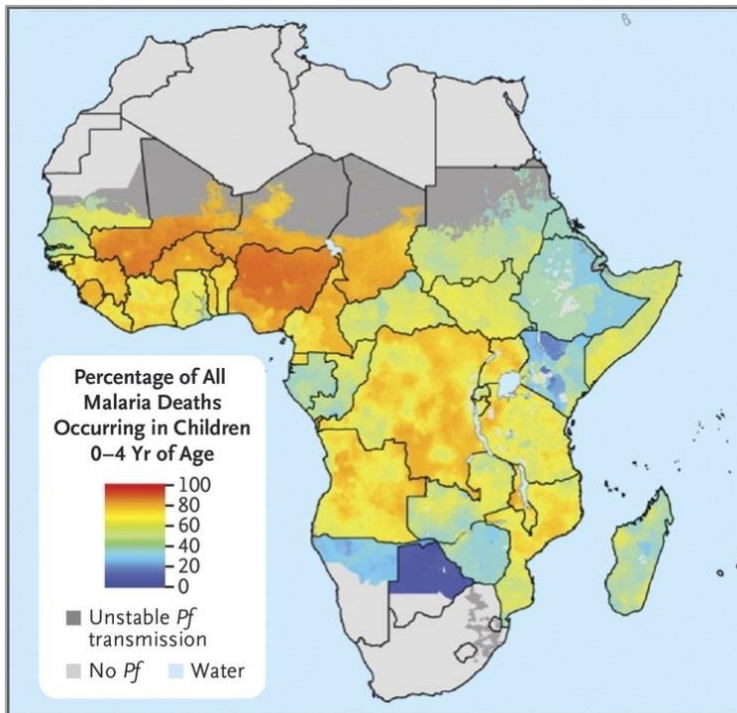 Percentage of All
Malaria Deaths
Occurring in Children
0–4 Yr of Age
100
80
60
40
20
0
Unstable Pf
transmission
No Pf Water